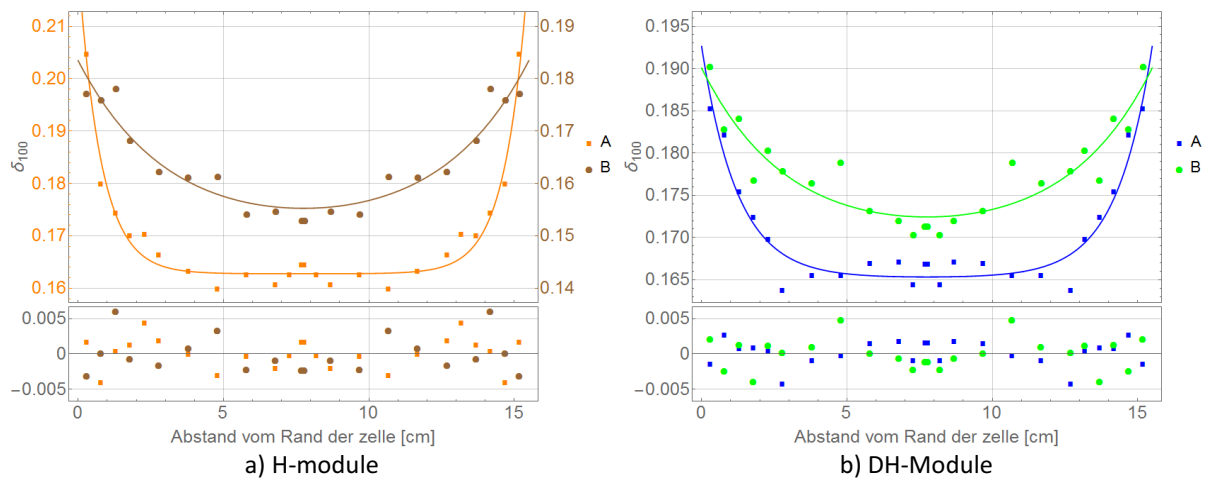 0.21
0.20
0.19
0.18
0.17
0.16
δ100
0.19
0.18
0.17
0.16
0.15
0.14
A
B
0.005
0
−0.005
0 5 10 15
Abstand vom Rand der zelle [cm]
a) H-module
0.195
0.190
0.185
0.180
0.175
0.170
0.165
δ100
A
B
0.005
0
−0.005
0 5 10 15
Abstand vom Rand der zelle [cm]
b) DH-Module